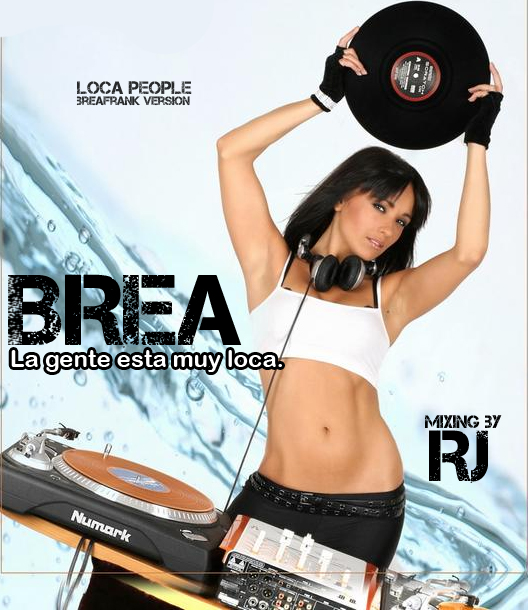 LOCA PEOPLE
BREAFRANK VERSION
BREA
La gente esta muy loca.
MIXING BY
RJ
Numark